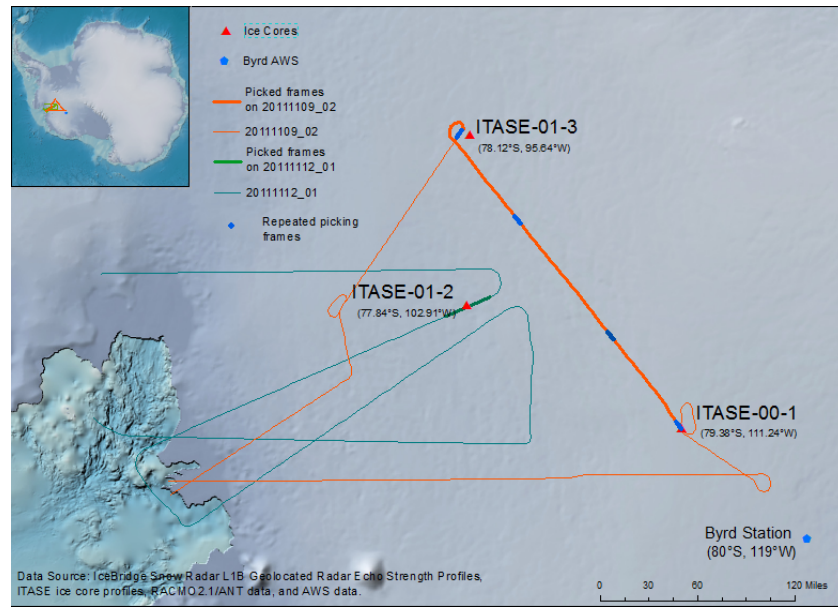 Ice Cores
Byrd AWS
Picked frames
on 20111109_02
20111109_02
Picked frames
on 20111112_01
20111112_01
Repeated picking
frames
ITASE-01-3
(78.12°S, 95.64°W)
ITASE-01-2
(77.84°S, 102.91°W)
ITASE-00-1
(79.38°S, 111.24°W)
Byrd Station
(80°S, 119°W)
Data Source: IceBridge Snow Radar L1B Geolocated Radar Echo Strength Profiles,
ITASE ice core profiles, RACMO2.1/ANT data, and AWS data.
0 30 60 120 Miles